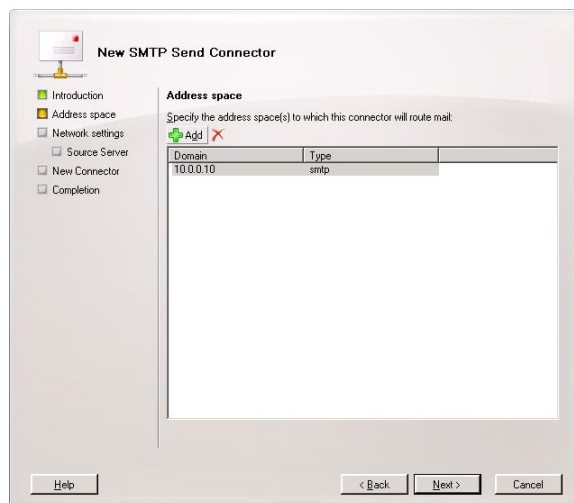 New SMTP Send Connector
Introduction
Address space
Network settings
Source Server
New Connector
Completion
Address space
Specify the address space(s) to which this connector will route mail:
Add
Domain Type
10.0.0.10 smtp
Help
< Back
Next >
Cancel